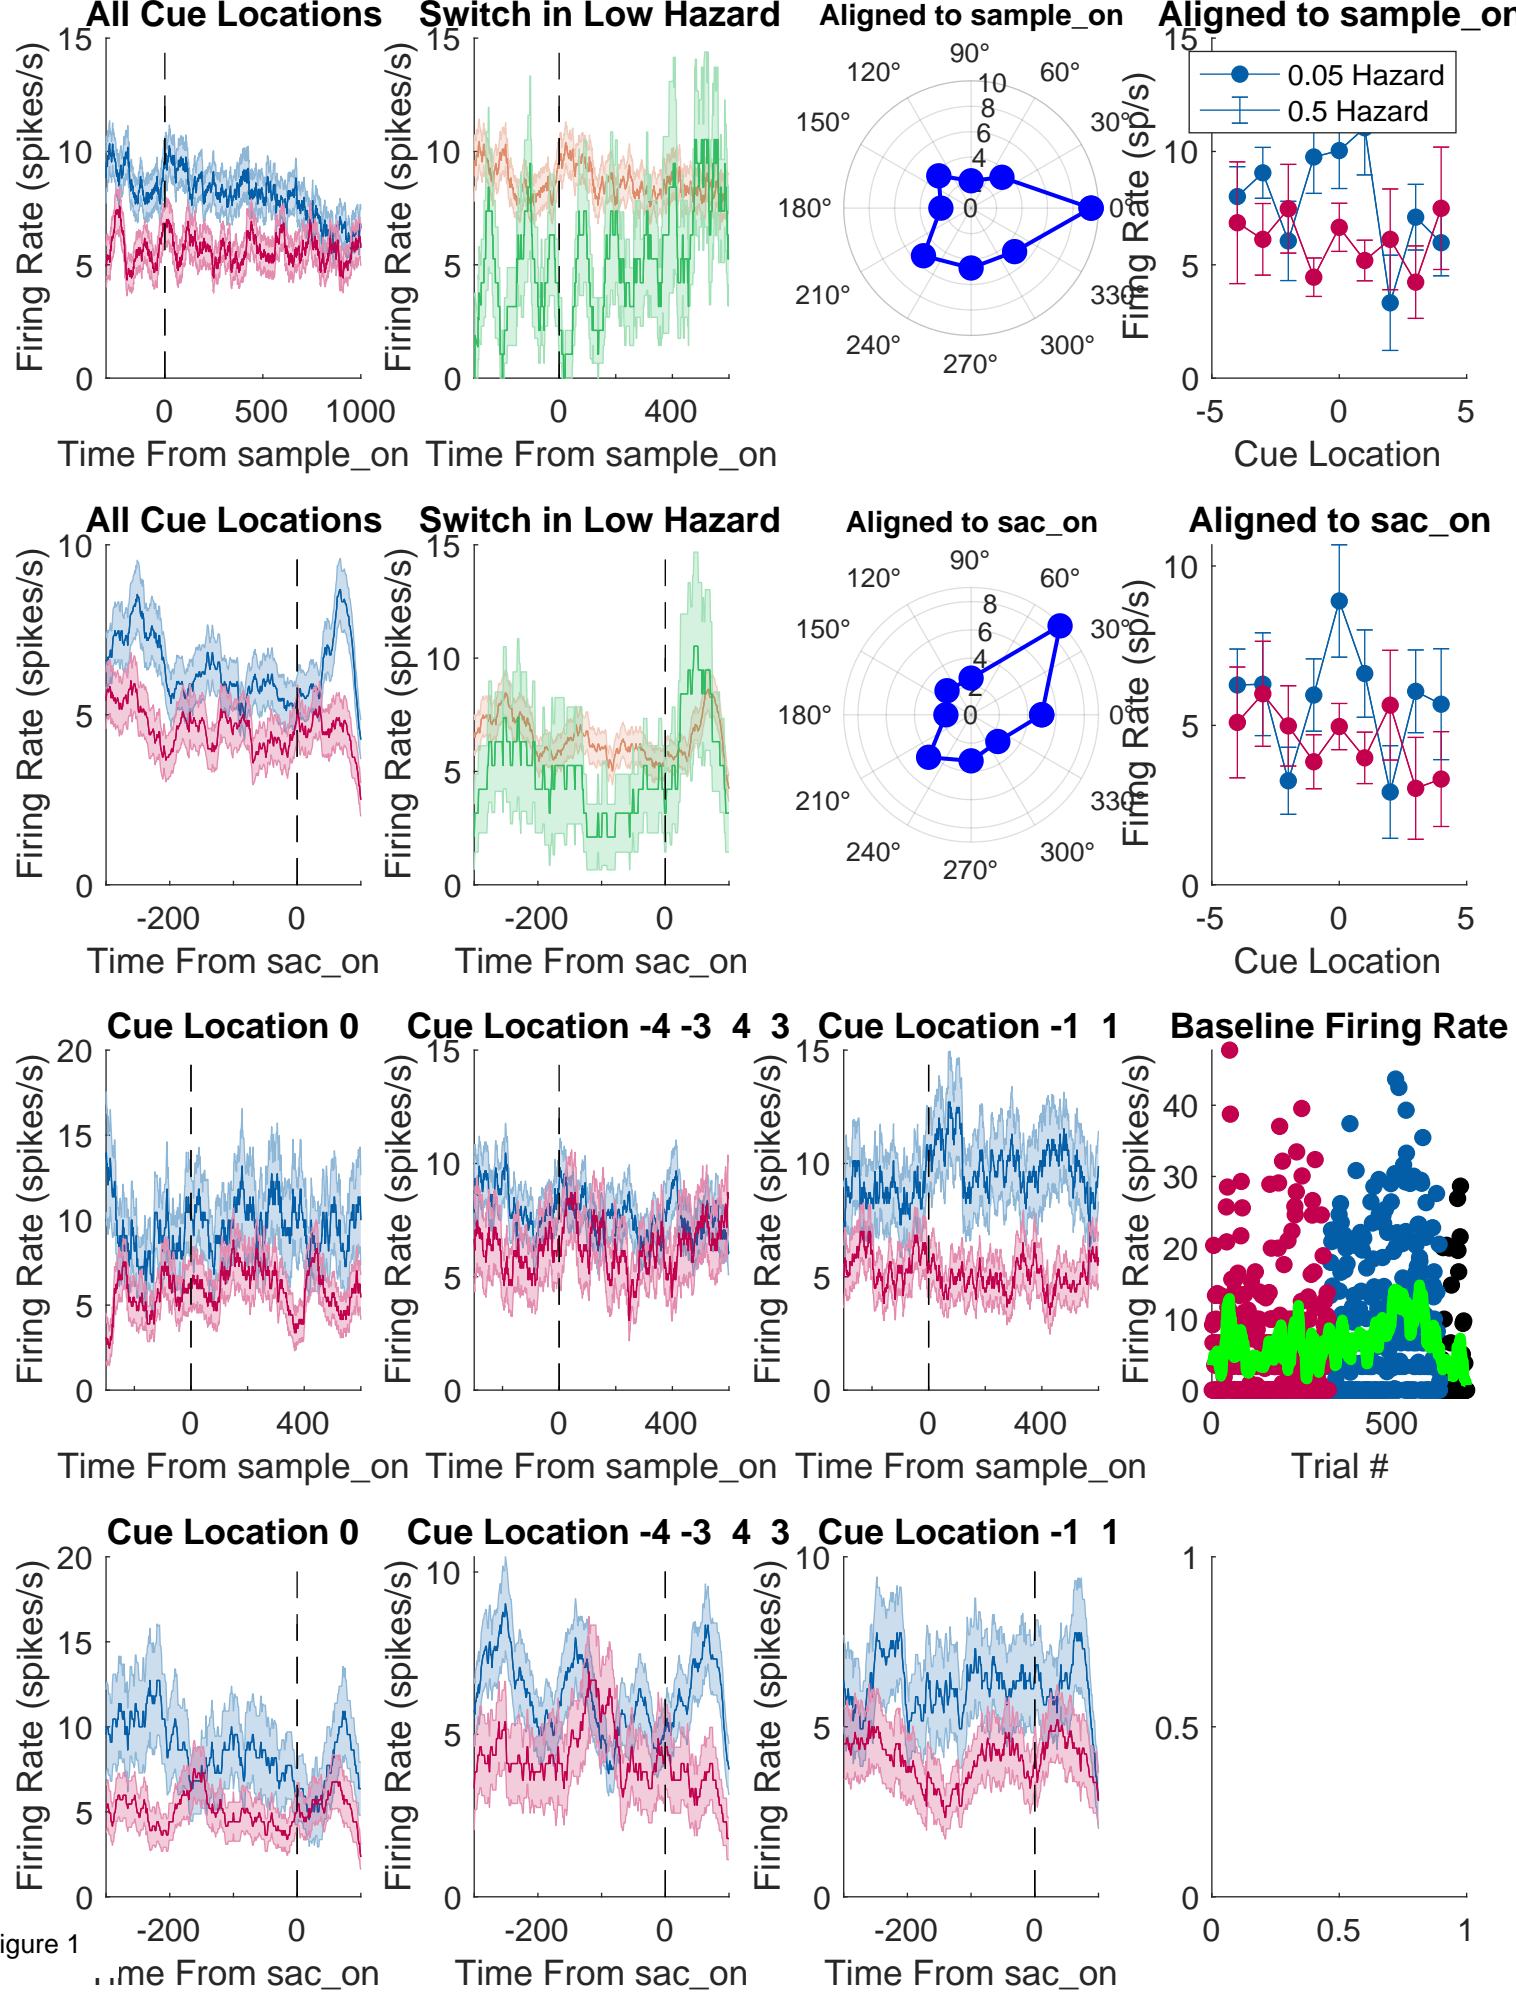 All Cue Locations
15
10
5
0
0 500 1000
Firing Rate (spikes/s)
Time From sample_on
Switch in Low Hazard
15
10
5
0
0 400
Firing Rate (spikes/s)
Time From sample_on
Aligned to sample_on
90°
120° 60°
150° 30°
180° 0°
210° 330°
240° 300°
270°
10
8
6
4
2
0
Aligned to sample_on
0.05 Hazard
0.5 Hazard
15
10
5
0
-5 0 5
Firing Rate (sp/s)
Cue Location
All Cue Locations
10
5
0
-200 0
Firing Rate (spikes/s)
Time From sac_on
Switch in Low Hazard
15
10
5
0
-200 0
Firing Rate (spikes/s)
Time From sac_on
Aligned to sac_on
90°
120° 60°
150° 30°
180° 0°
210° 330°
240° 300°
270°
8
6
4
2
0
Aligned to sac_on
10
5
0
-5 0 5
Firing Rate (sp/s)
Cue Location
Cue Location 0
20
15
10
5
0
0 400
Firing Rate (spikes/s)
Time From sample_on
Cue Location -4 -3 4 3
15
10
5
0
0 400
Firing Rate (spikes/s)
Time From sample_on
Cue Location -1 1
15
10
5
0
0 400
Firing Rate (spikes/s)
Time From sample_on
Baseline Firing Rate
40
30
20
10
0
0 500
Firing Rate (spikes/s)
Trial #
Cue Location 0
20
15
10
5
0
-200 0
Firing Rate (spikes/s)
Time From sac_on
Cue Location -4 -3 4 3
10
5
0
-200 0
Firing Rate (spikes/s)
Time From sac_on
Cue Location -1 1
10
5
0
-200 0
Firing Rate (spikes/s)
Time From sac_on
1
0.5
0
0 0.5 1
igure 1